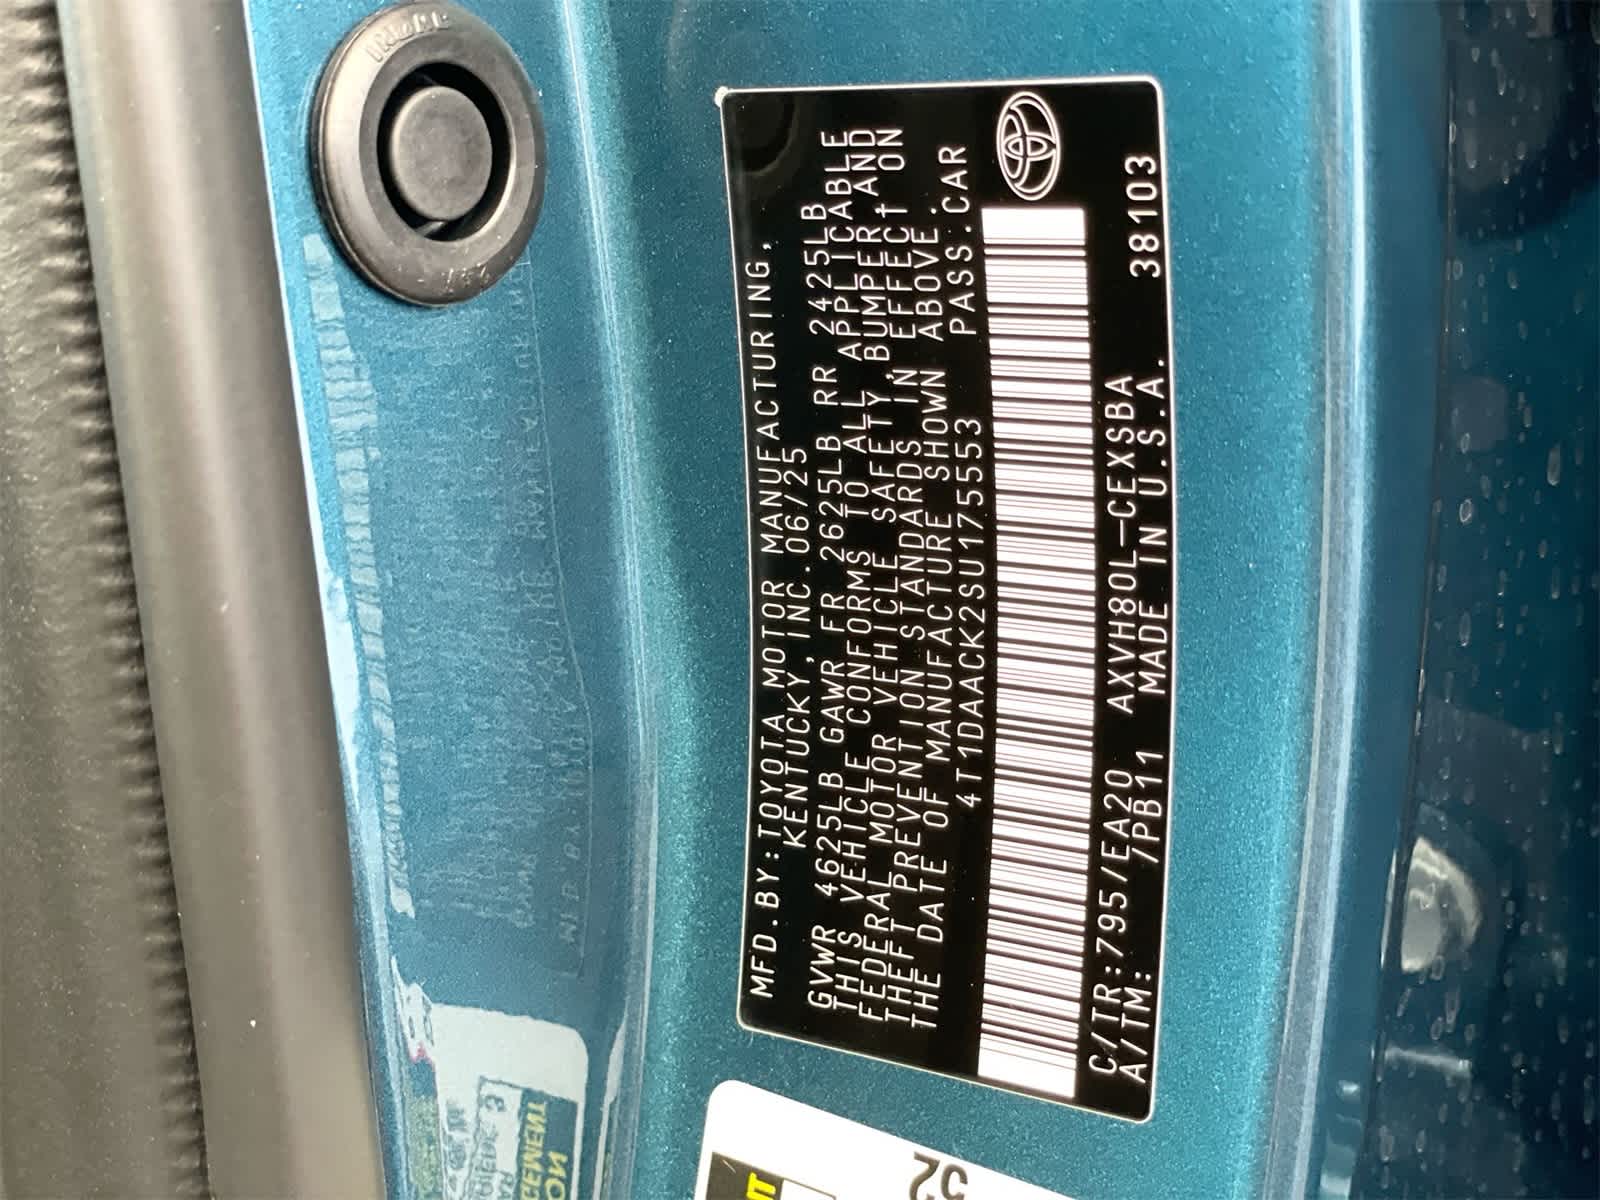 MFD.BY:TOYOTA MOTOR MANUFACTURING,
KENTUCKY,INC.06/25
GVWR 4625LB GAWR FR 2625LB RR 2425LB
THIS VEHICLE CONFORMS TO ALL APPLICABLE
FEDERAL MOTOR VEHICLE SAFETY, BUMPER, AND
THEFT PREVENTION STANDARDS IN EFFECT ON
THE DATE OF MANUFACTURE SHOWN ABOVE.
4T1DAACK2SU175553 PASS.CAR
C/TR:795/EA20 AXVH80L-CEXSBA 38103
A/TM: /PB11 MADE IN U.S.A.
52